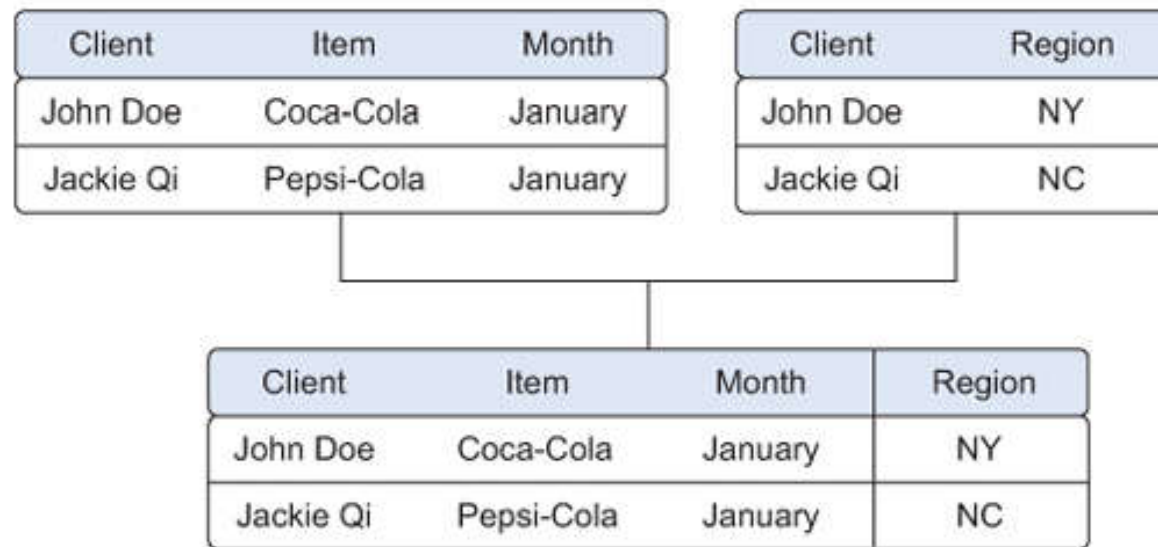 Client Item Month
John Doe Coca-Cola January
Jackie Qi Pepsi-Cola January
Client Region
John Doe NY
Jackie Qi NC
Client Item Month Region
John Doe Coca-Cola January NY
Jackie Qi Pepsi-Cola January NC